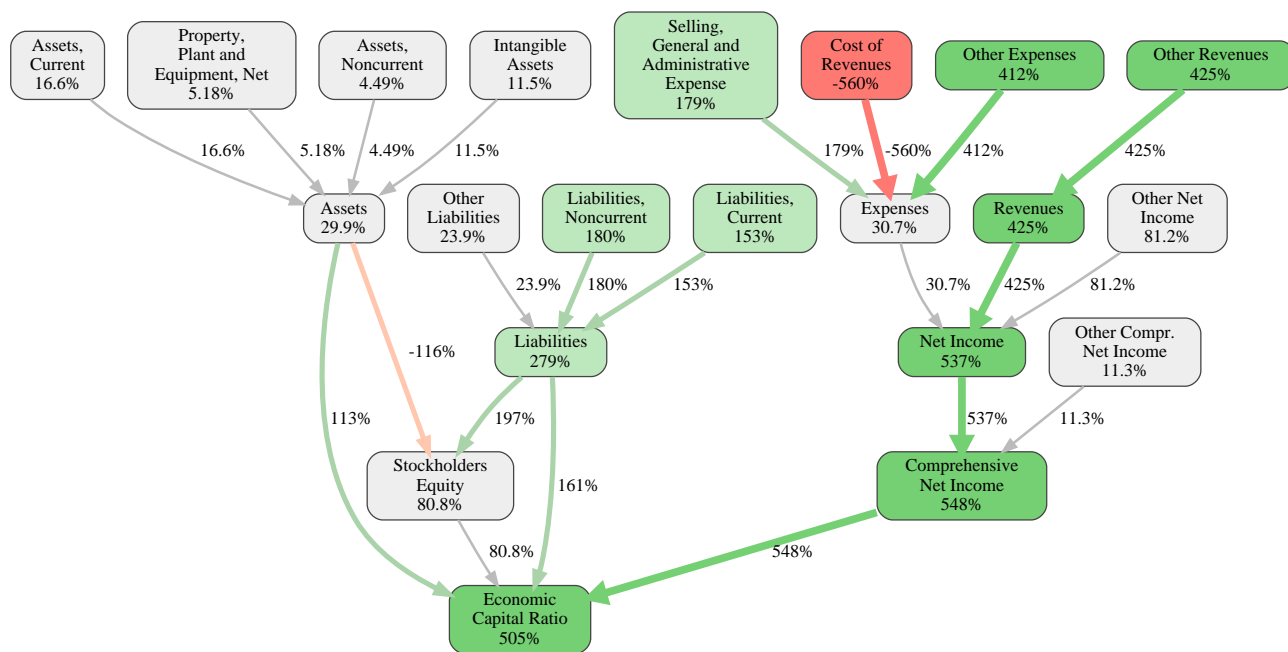 Assets,
Current
16.6%
Property,
Plant and
Equipment, Net
5.18%
Assets,
Noncurrent
4.49%
Intangible
Assets
11.5%
Selling,
General and
Administrative
Expense
179%
Cost of
Revenues
-560%
Other Expenses
412%
Other Revenues
425%
16.6%
5.18%
4.49%
11.5%
179%
-560%
412%
425%
Assets
29.9%
Other
Liabilities
23.9%
Liabilities,
Noncurrent
180%
Liabilities,
Current
153%
Expenses
30.7%
Revenues
425%
Other Net
Income
81.2%
23.9%
180%
153%
30.7%
425%
81.2%
-116%
Liabilities
279%
Net Income
537%
Other Compr.
Net Income
11.3%
113%
197%
537%
11.3%
Stockholders
Equity
80.8%
161%
Comprehensive
Net Income
548%
80.8%
548%
Economic
Capital Ratio
505%